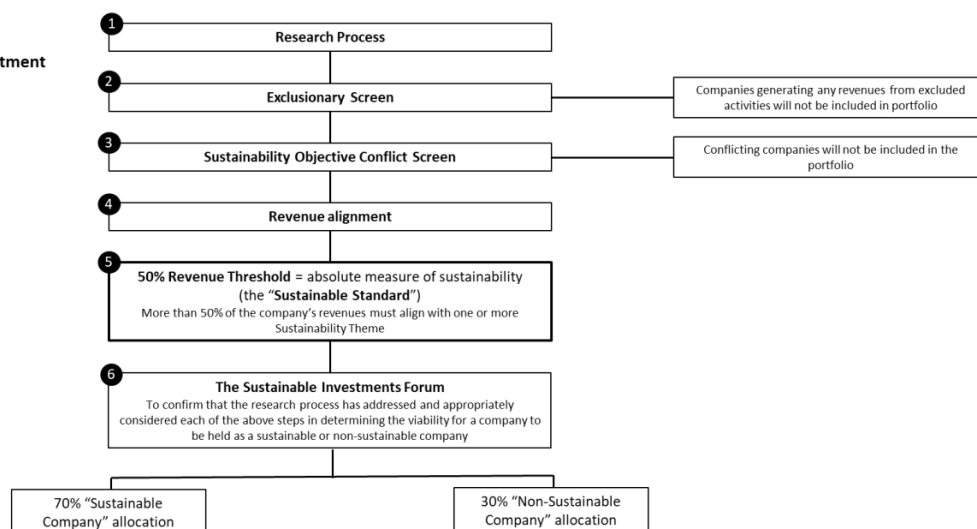 1
Research Process
tment
2
Exclusionary Screen
Companies generating any revenues from excluded
activities will not be included in portfolio
3
Sustainability Objective Conflict Screen
Conflicting companies will not be included in the
portfolio
4
Revenue alignment
5
50% Revenue Threshold = absolute measure of sustainability
(the “Sustainable Standard”)
More than 50% of the company’s revenues must align with one or more
Sustainability Theme
6
The Sustainable Investments Forum
To confirm that the research process has addressed and appropriately
considered each of the above steps in determining the viability for a company to
be held as a sustainable or non-sustainable company
70% “Sustainable
Company” allocation
30% “Non-Sustainable
Company” allocation